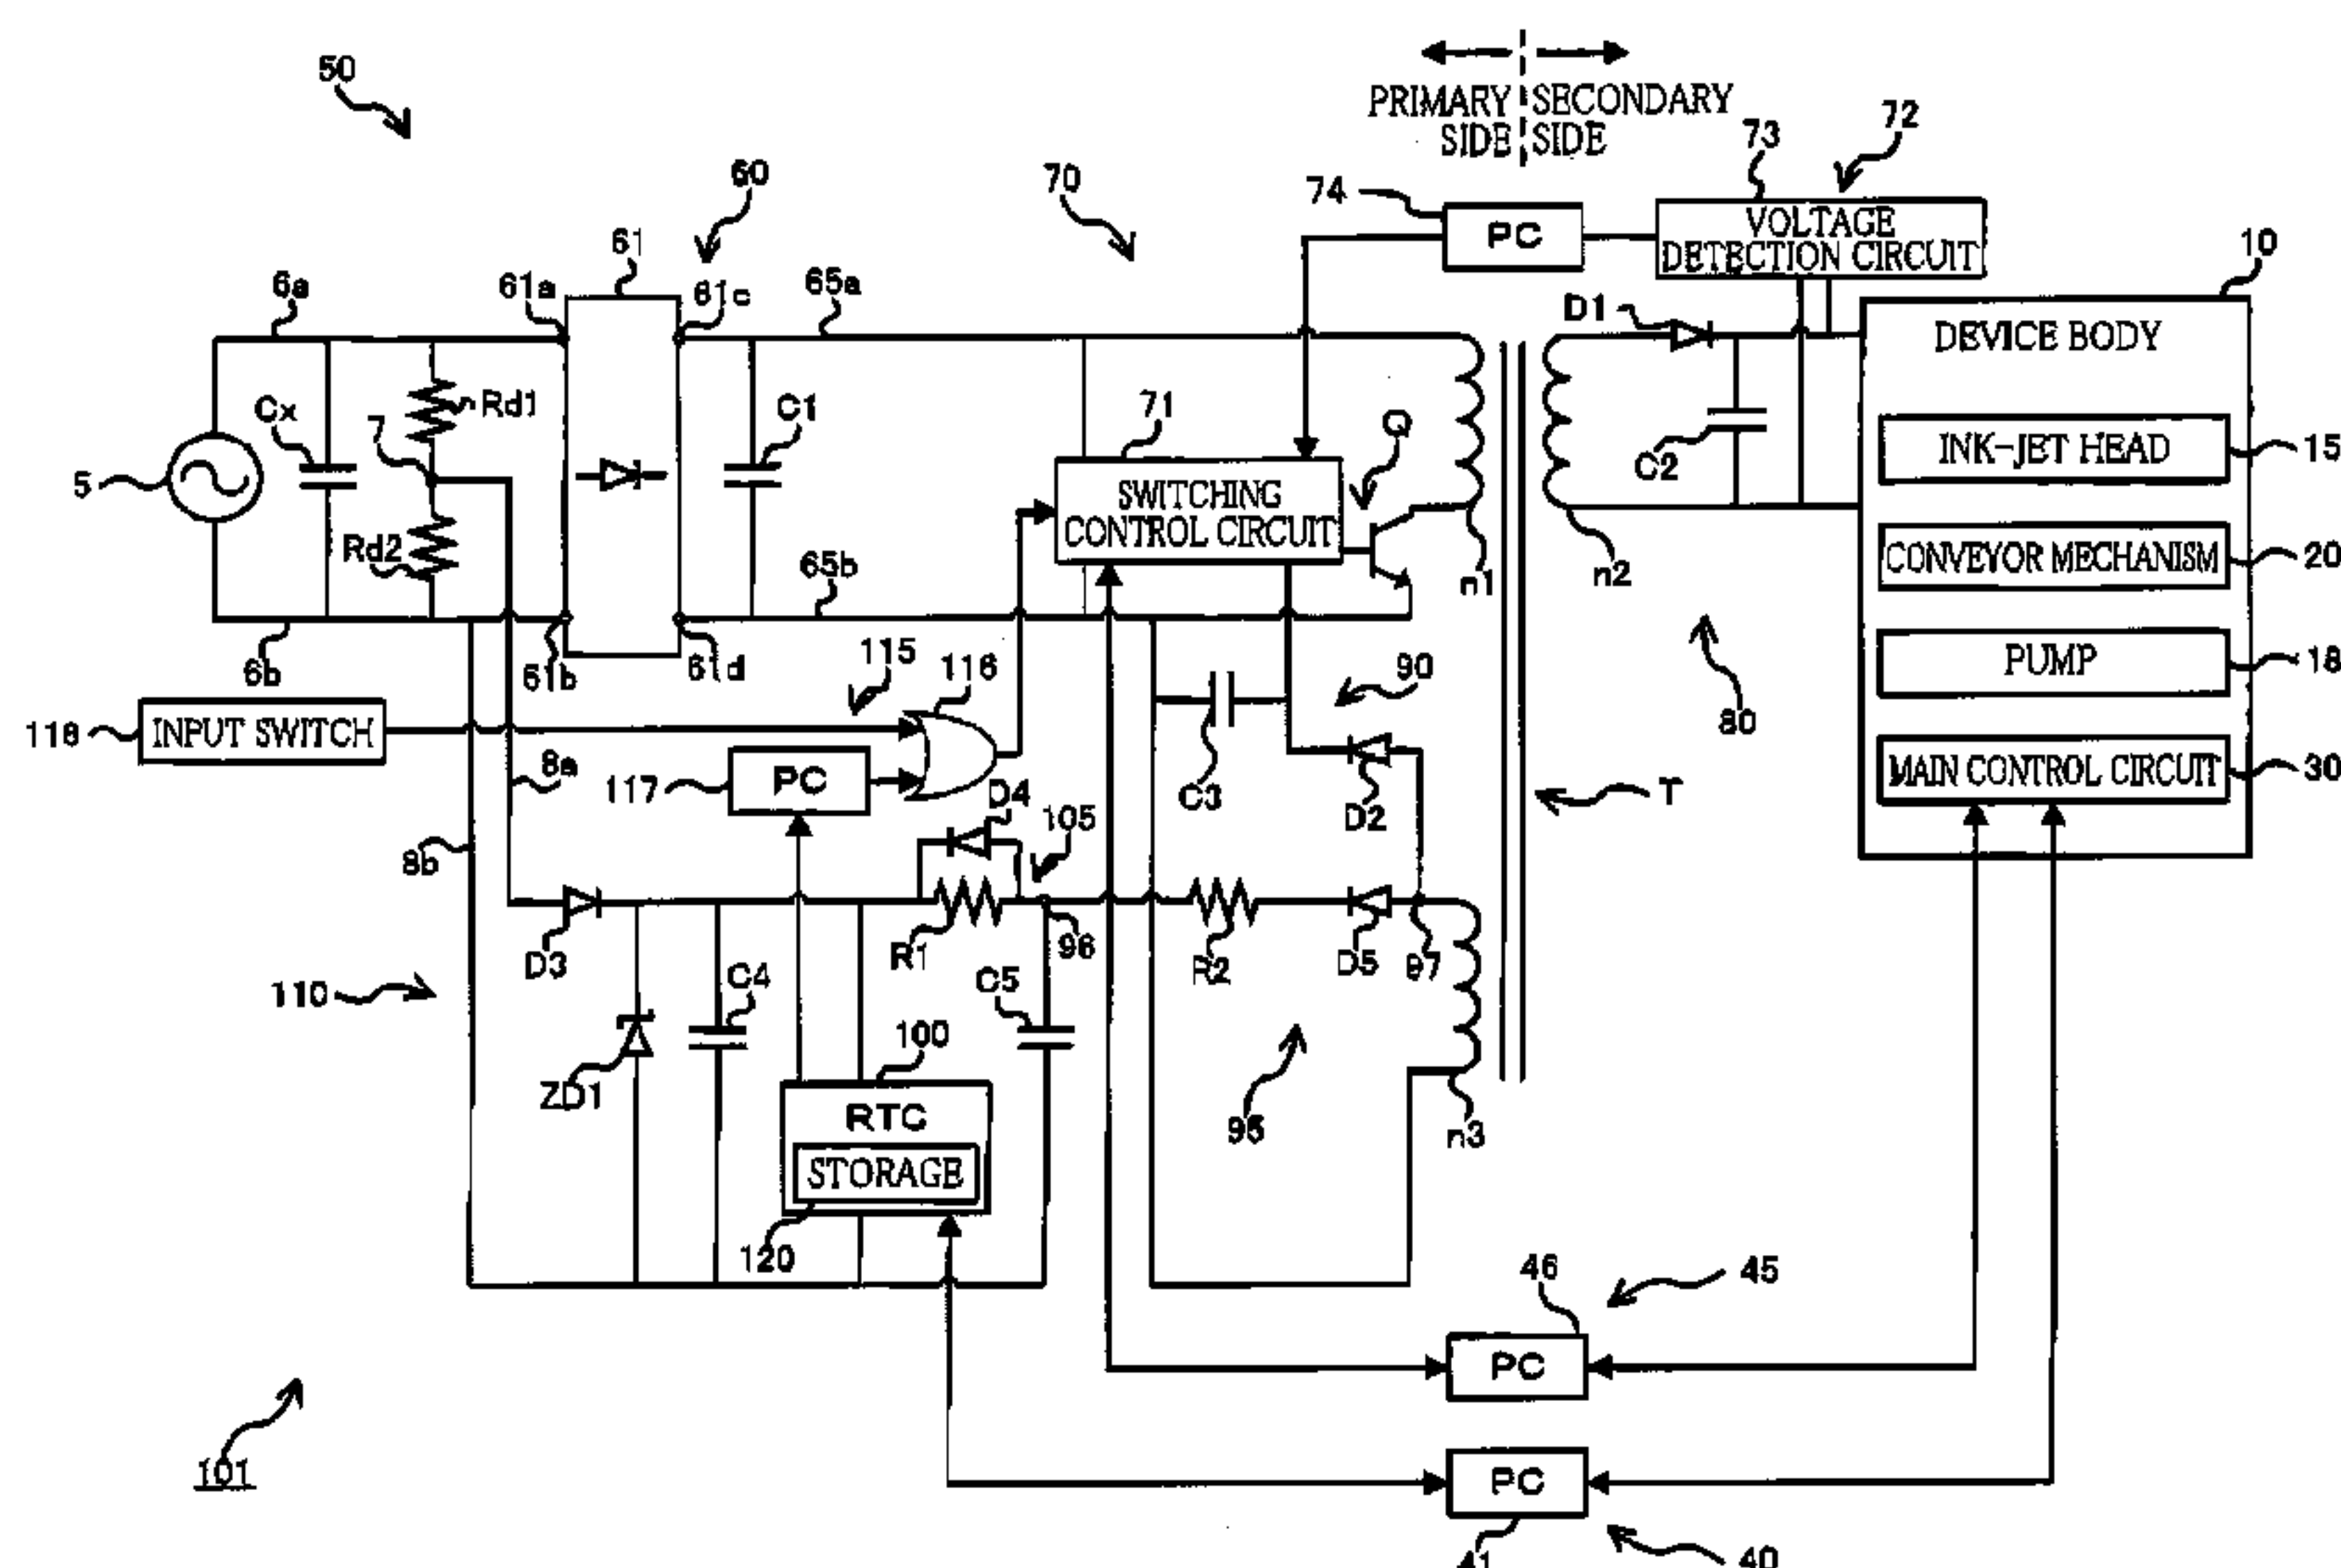 PRIMARY SIDE
SECONDARY SIDE
50
60
70
74
PC
73
72
VOLTAGE
DETECTION CIRCUIT
10
6a
61a
61
61c
65a
D1
DEVICE BODY
Cx
Rd1
7
C1
71
Q
C2
INK-JET HEAD
15
5
SWITCHING
CONTROL CIRCUIT
Rd2
65b
n1
n2
CONVEYOR MECHANISM
20
6b
61b
61d
115
116
90
80
PUMP
18
INPUT SWITCH
8a
117
PC
D4
105
C3
D2
T
MAIN CONTROL CIRCUIT
30
8b
D3
R1
96
R2
D5
97
110
C4
C5
100
ZD1
RTC
STORAGE
120
95
n3
46
45
PC
101
PC
41
40